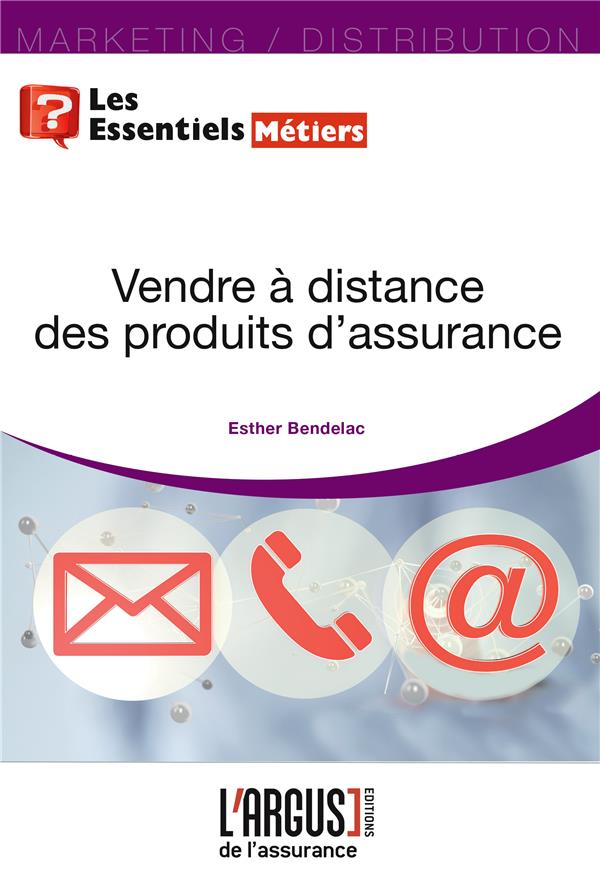 MARKETING / DISTRIBUTION
?
Les
Essentiels Métiers
Vendre à distance
des produits d’assurance
Esther Bendelac
@
L'ARGUS EDITIONS
de l'assurance